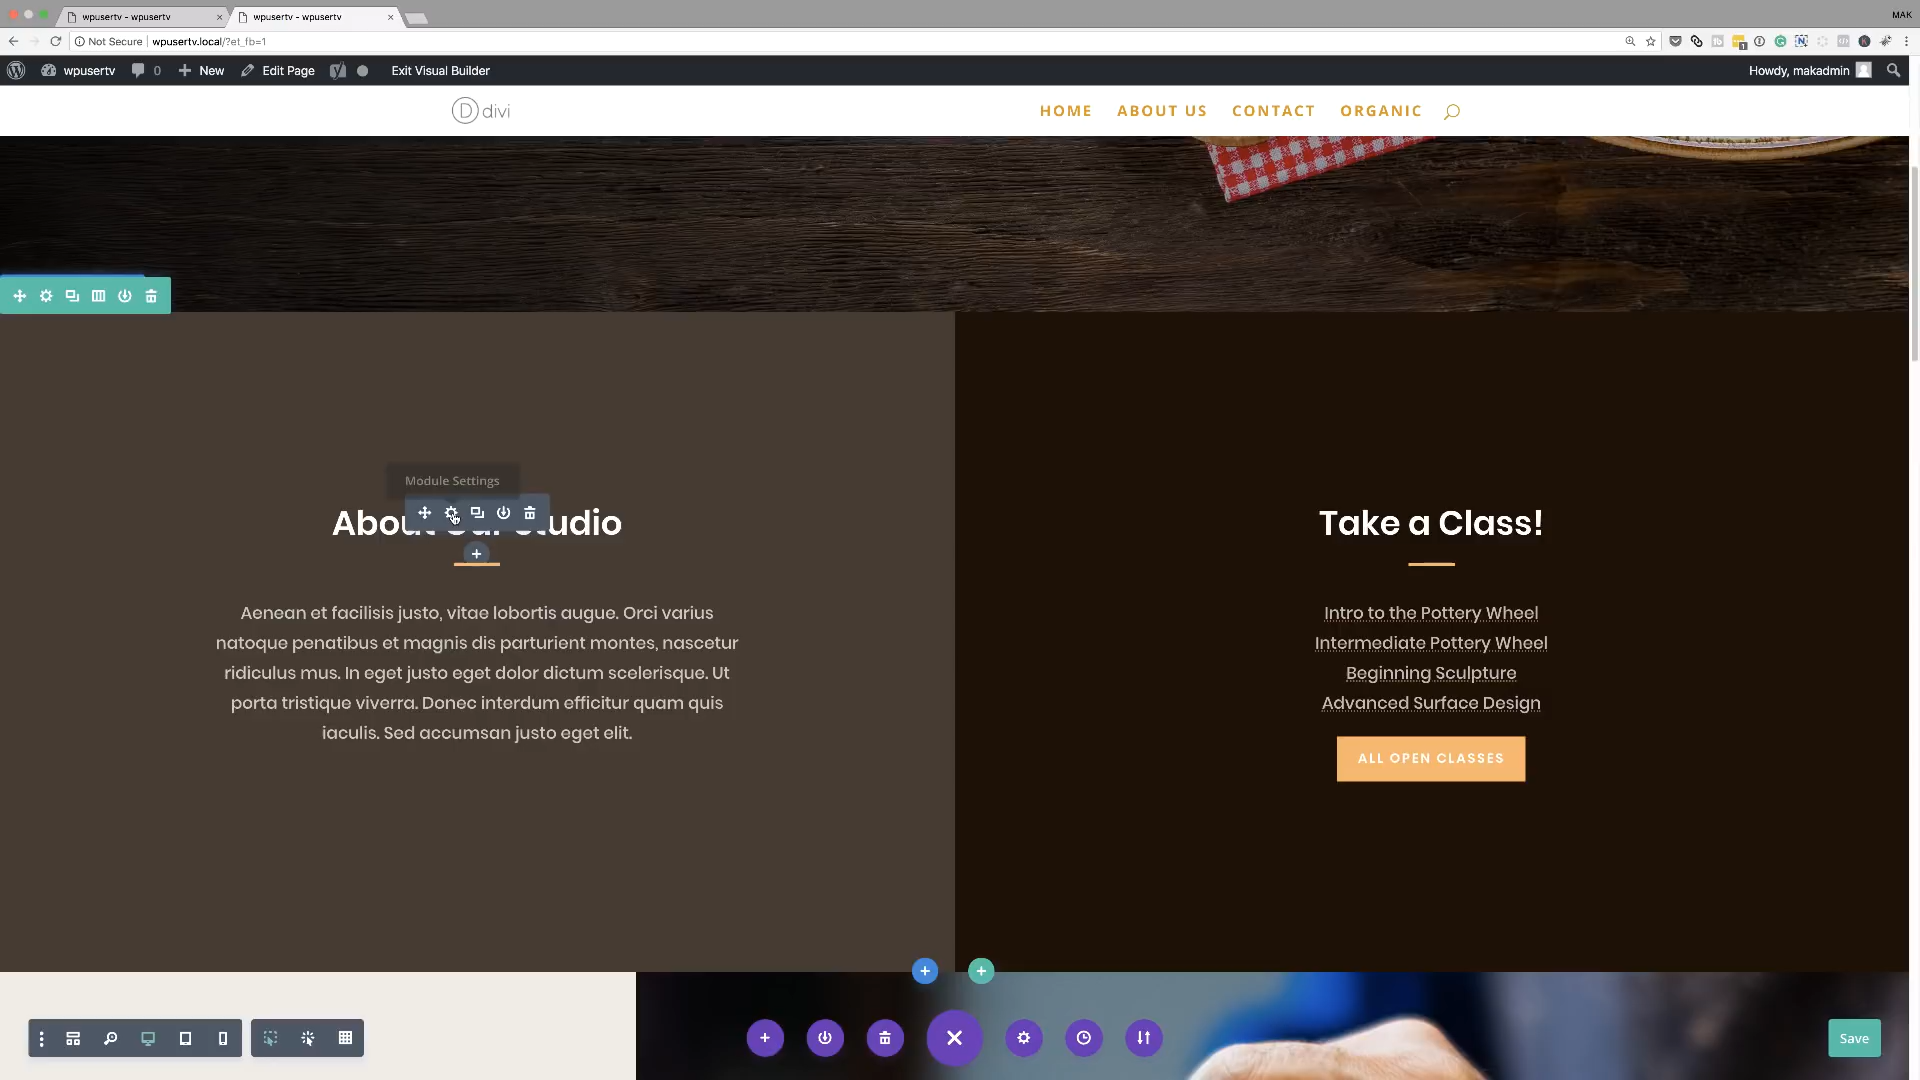 wpusertv - wpusertv
wpusertv - wpusertv
MAK
Not Secure
wpusertv.local/?et_fb=1
wpusertv
0
New
Edit Page
Exit Visual Builder
Howdy, makadmin
D divi
HOME
ABOUT US
CONTACT
ORGANIC
Module Settings
About Our Studio
Aenean et facilisis justo, vitae lobortis augue. Orci varius
natoque penatibus et magnis dis parturient montes, nascetur
ridiculus mus. In eget justo eget dolor dictum scelerisque. Ut
porta tristique viverra. Donec interdum efficitur quam quis
iaculis. Sed accumsan justo eget elit.
Take a Class!
Intro to the Pottery Wheel
Intermediate Pottery Wheel
Beginning Sculpture
Advanced Surface Design
ALL OPEN CLASSES
Save